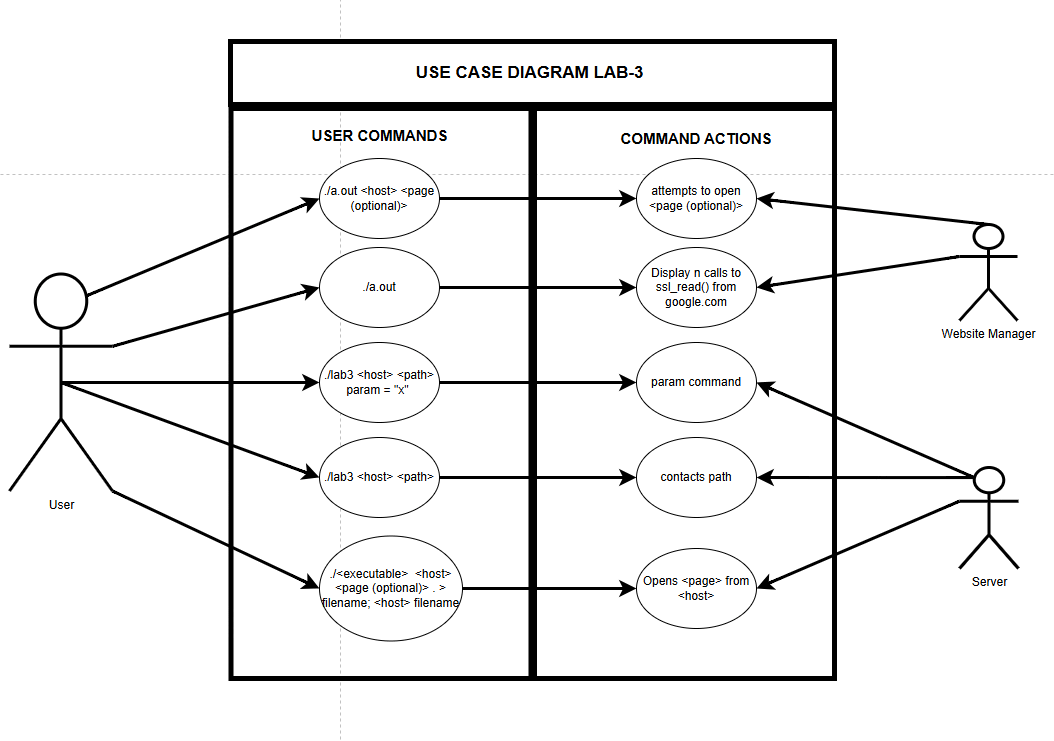 USE CASE DIAGRAM LAB-3
USER COMMANDS
COMMAND ACTIONS
./a.out <host> <page
(optional)>
attempts to open
<page (optional)>
./a.out
Display n calls to
ssl_read() from
google.com
Website Manager
./lab3 <host> <path>
param = "x"
param command
./lab3 <host> <path>
contacts path
User
./<executable>  <host>
<page (optional)> . >
filename; <host> filename
Opens <page> from
<host>
Server